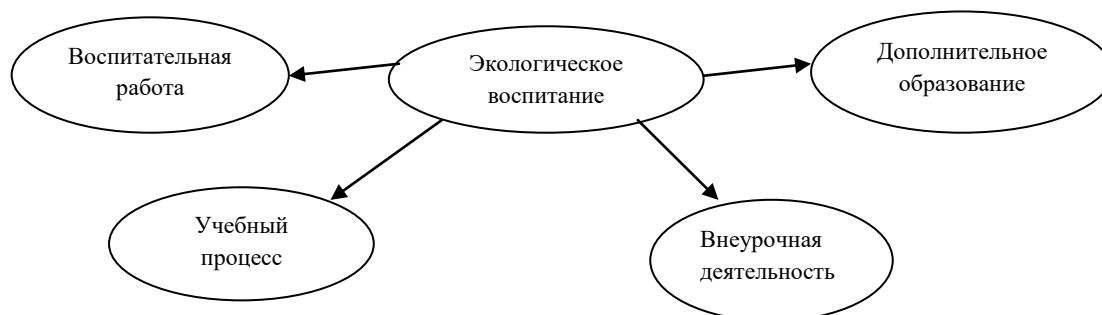 Воспитательная
работа
Экологическое
воспитание
Дополнительное
образование
Учебный
процесс
Внеурочная
деятельность